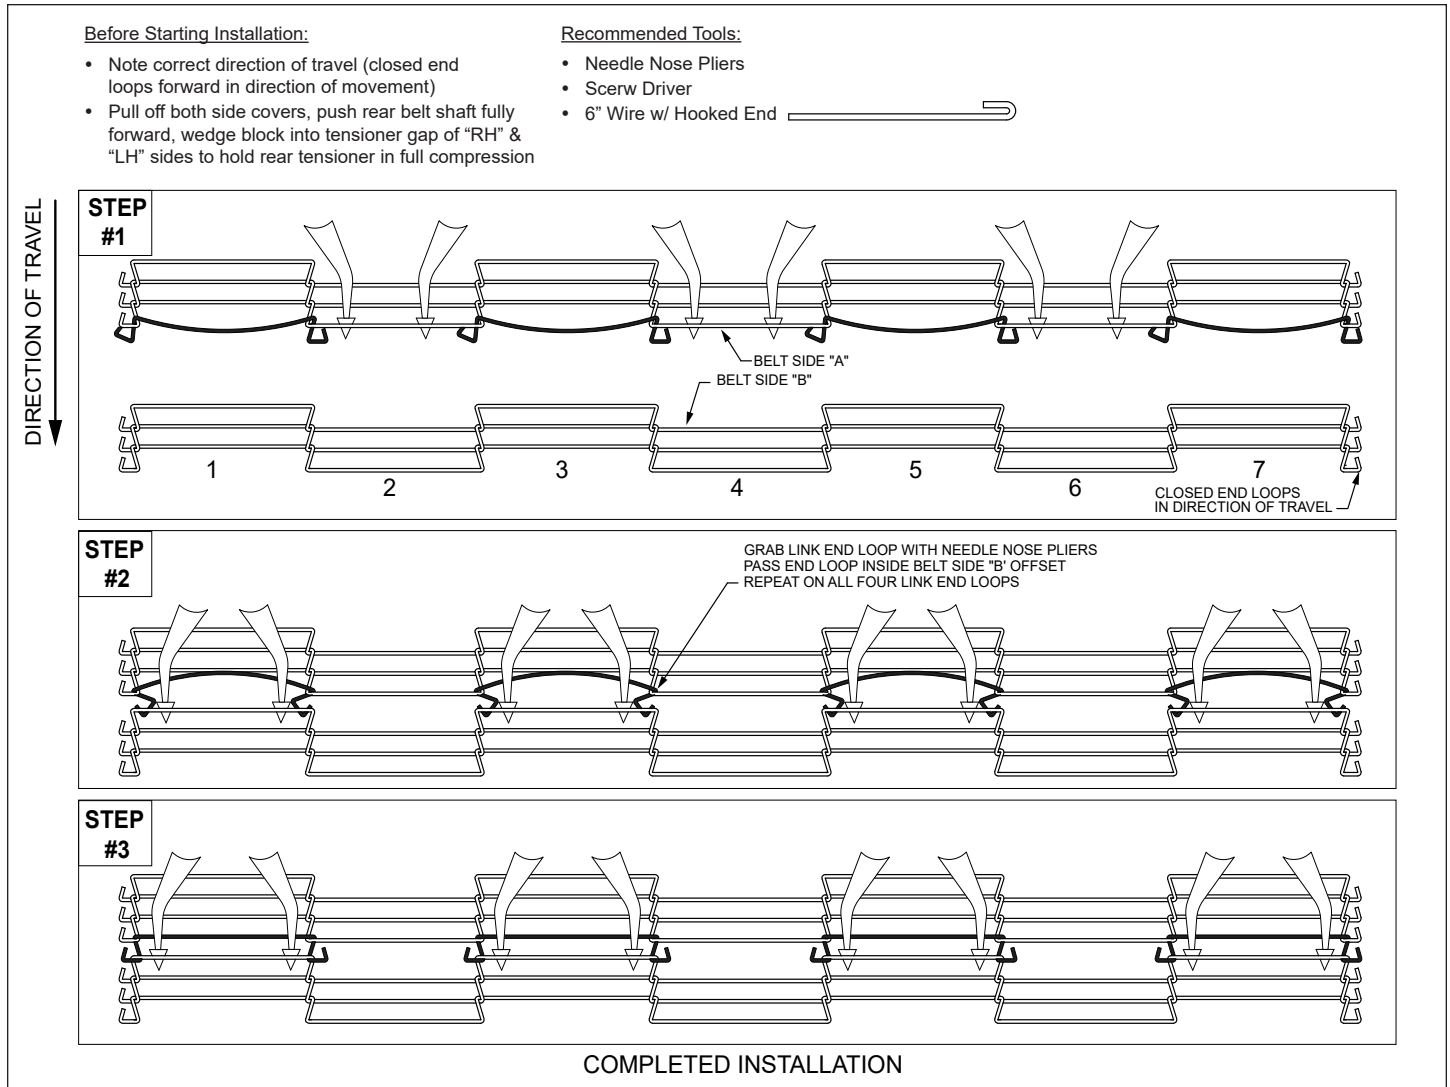 Before Starting Installation:
• Note correct direction of travel (closed end
loops forward in direction of movement)
• Pull off both side covers, push rear belt shaft fully
forward, wedge block into tensioner gap of “RH” &
“LH” sides to hold rear tensioner in full compression
Recommended Tools:
• Needle Nose Pliers
• Scerw Driver
• 6” Wire w/ Hooked End
DIRECTION OF TRAVEL
STEP
#1
BELT SIDE "A"
BELT SIDE "B"
1
2
3
4
5
6
7
CLOSED END LOOPS
IN DIRECTION OF TRAVEL
STEP
#2
GRAB LINK END LOOP WITH NEEDLE NOSE PLIERS
PASS END LOOP INSIDE BELT SIDE "B' OFFSET
REPEAT ON ALL FOUR LINK END LOOPS
STEP
#3
COMPLETED INSTALLATION